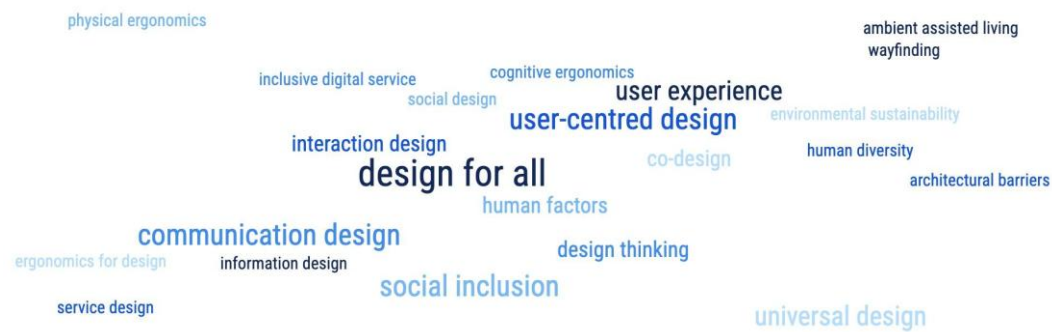 physical ergonomics
ambient assisted living
wayfinding
cognitive ergonomics
inclusive digital service
user experience
social design
environmental sustainability
user-centred design
interaction design
human diversity
co-design
design for all
architectural barriers
human factors
communication design
design thinking
ergonomics for design
information design
social inclusion
service design
universal design